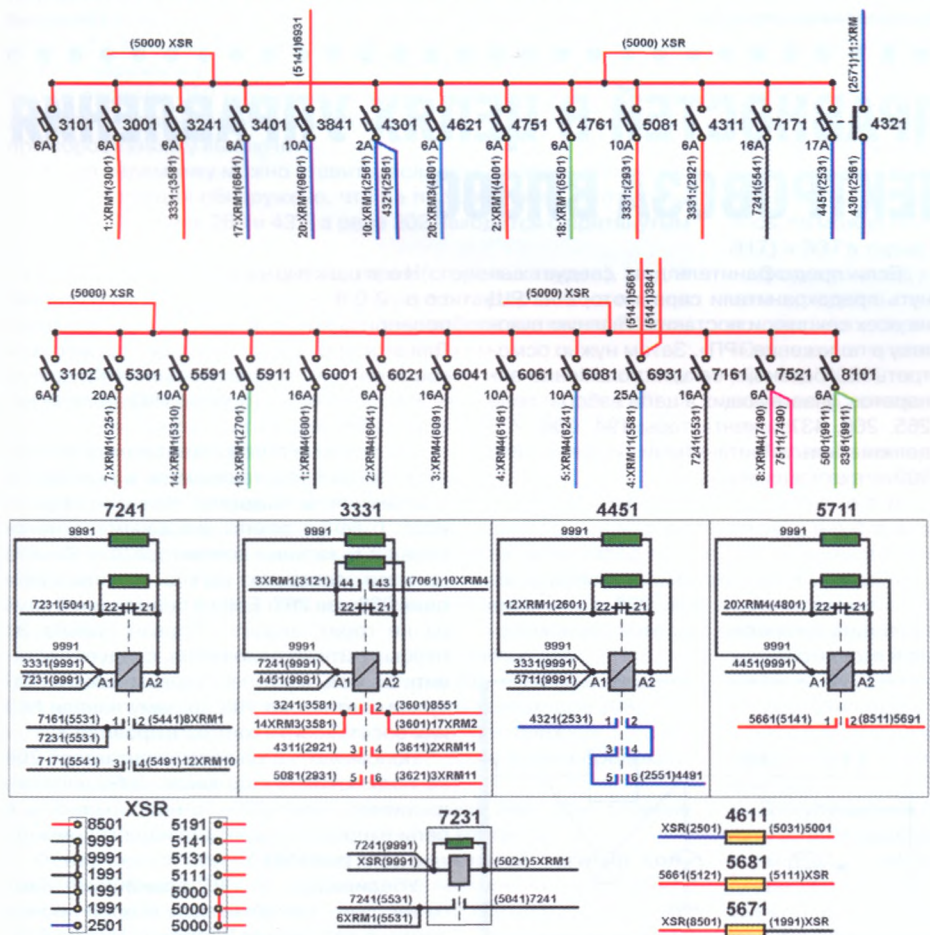 (5000) XSR
(5141)6931
(5000) XSR
(2571)11:XRM
3001 3241 3401 3841 4301 4621 4751 4761 5081 4311 7171 4321
6A 6A 6A 6A 10A 2A 6A 6A 6A 10A 6A 16A 17A
1::XRM1(3001)
3331:(3581)
17::XRM(6041)
20::XRM1(9601)
10::XRM1(2561)
4321(2561)
20::XRM3(4801)
2::XRM1(4001)
3331:(2931)
3331:(2921)
7241(5441)
4451(2531)
4301(2561)
(5000) XSR
(5000) XSR
(5141)5661
(5141)3841
3102 5301 5591 5911 6001 6021 6041 6061 6081 6931 7161 7521 8101
6A 20A 10A 1A 16A 10A 16A 10A 10A 25A 16A 6A 6A
7::XRM1(5251)
14::XRM1(5310)
13::XRM1(2701)
1::XRM4(6001)
2::XRM4(6041)
3::XRM4(6091)
4::XRM4(6161)
5::XRM4(6241)
4::XRM1(5581)
7241(5531)
8::XRM4(7490)
7511(7490)
5001(9911)
8361(9911)
7241 3331 4451 5711
9991 9991 9991 9991
3XRM1(3121) 44 43 (7061)10XRM4
7231(5041) 22 21
22 21
12XRM1(2601) 22 21
20XRM4(4801) 22 21
9991 9991 9991 9991
3331(9991) 7241(9991) 3331(9991) 4451(9991)
7231(9991) A1 A2 4451(9991) A1 A2 5711(9991) A1 A2 A1 A2
7161(5531) 1 2 (5441)8XRM1
7231(5531)
7171(5541) 3 4 (5491)12XRM10
3241(3581) 1 2 (3601)8551
14XRM3(3581) (3601)17XRM2
4311(2921) 3 4 (3611)2XRM11
5081(2931) 5 6 (3621)3XRM11
4321(2531) 1 2
3 4
5 6 (2551)4491
5661(5141) 1 2(8511)5691
XSR
8501 5191
9991 5141
9991 5131
1991 5111
1991 5000
1991 5000
2501 5000
7231
7241(9991)
XSR(9991) (5021)5XRM1
7241(5531) (5041)7241
6XRM1(5531)
4611
XSR(2501) (5031)5001
5681
5661(5121) (5111)XSR
5671
XSR(8501) (1991)XSR